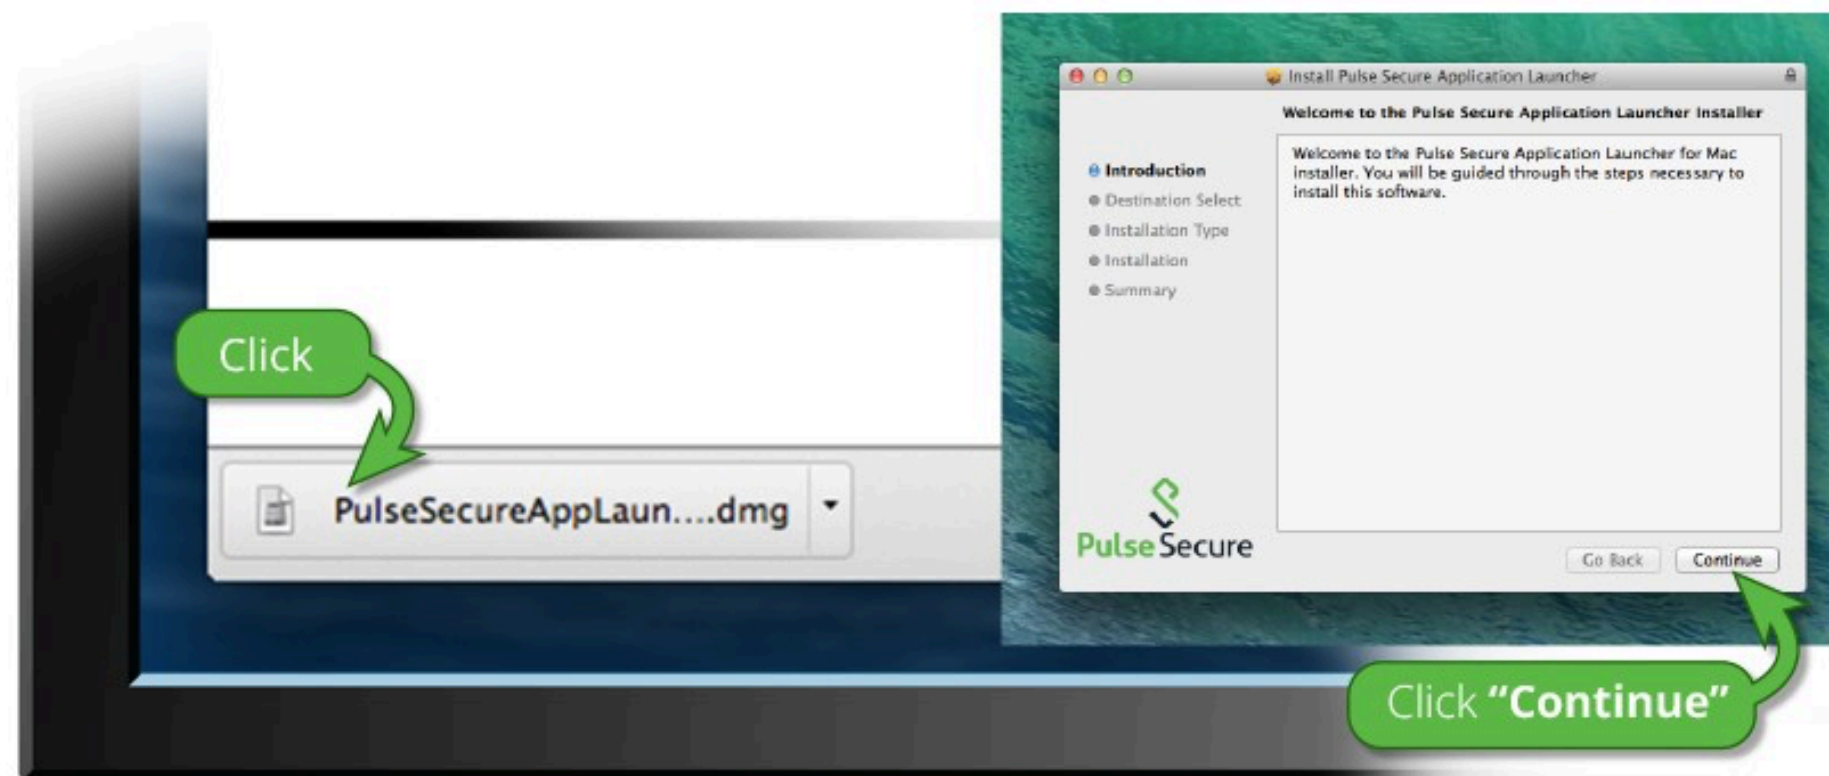 Click
PulseSecureAppLaun....dmg
Install Pulse Secure Application Launcher
Welcome to the Pulse Secure Application Launcher Installer
Introduction
Destination Select
Installation Type
Installation
Summary
Welcome to the Pulse Secure Application Launcher for Mac
installer. You will be guided through the steps necessary to
install this software.
Pulse Secure
Go Back
Continue
Click “Continue”